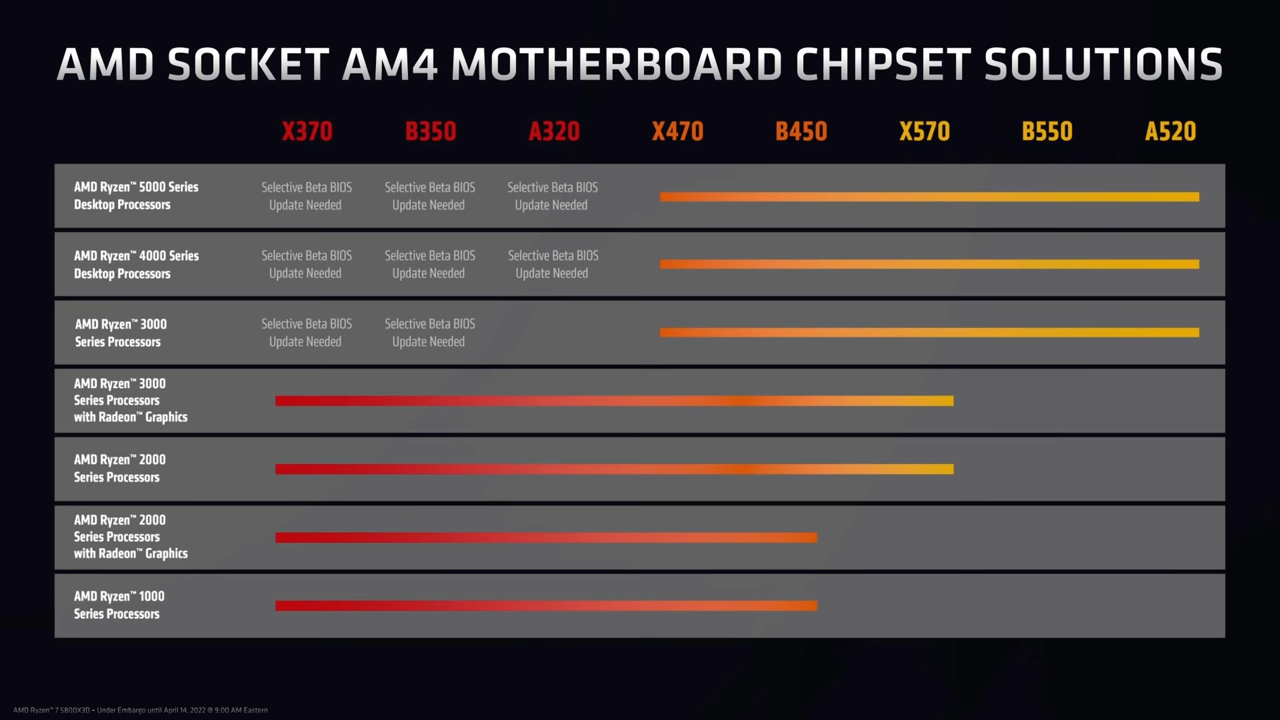 AMD SOCKET AM4 MOTHERBOARD CHIPSET SOLUTIONS
X370 B350 A320 X470 B450 X570 B550 A520
AMD Ryzen™ 5000 Series
Desktop Processors
Selective Beta BIOS
Update Needed
Selective Beta BIOS
Update Needed
Selective Beta BIOS
Update Needed
AMD Ryzen™ 4000 Series
Desktop Processors
Selective Beta BIOS
Update Needed
Selective Beta BIOS
Update Needed
Selective Beta BIOS
Update Needed
AMD Ryzen™ 3000
Series Processors
Selective Beta BIOS
Update Needed
Selective Beta BIOS
Update Needed
AMD Ryzen™ 3000
Series Processors
with Radeon™ Graphics
AMD Ryzen™ 2000
Series Processors
AMD Ryzen™ 2000
Series Processors
with Radeon™ Graphics
AMD Ryzen™ 1000
Series Processors
AMD Ryzen™ 7 5800X3D – Under Embargo until April 14, 2022 @ 9:00 AM Eastern